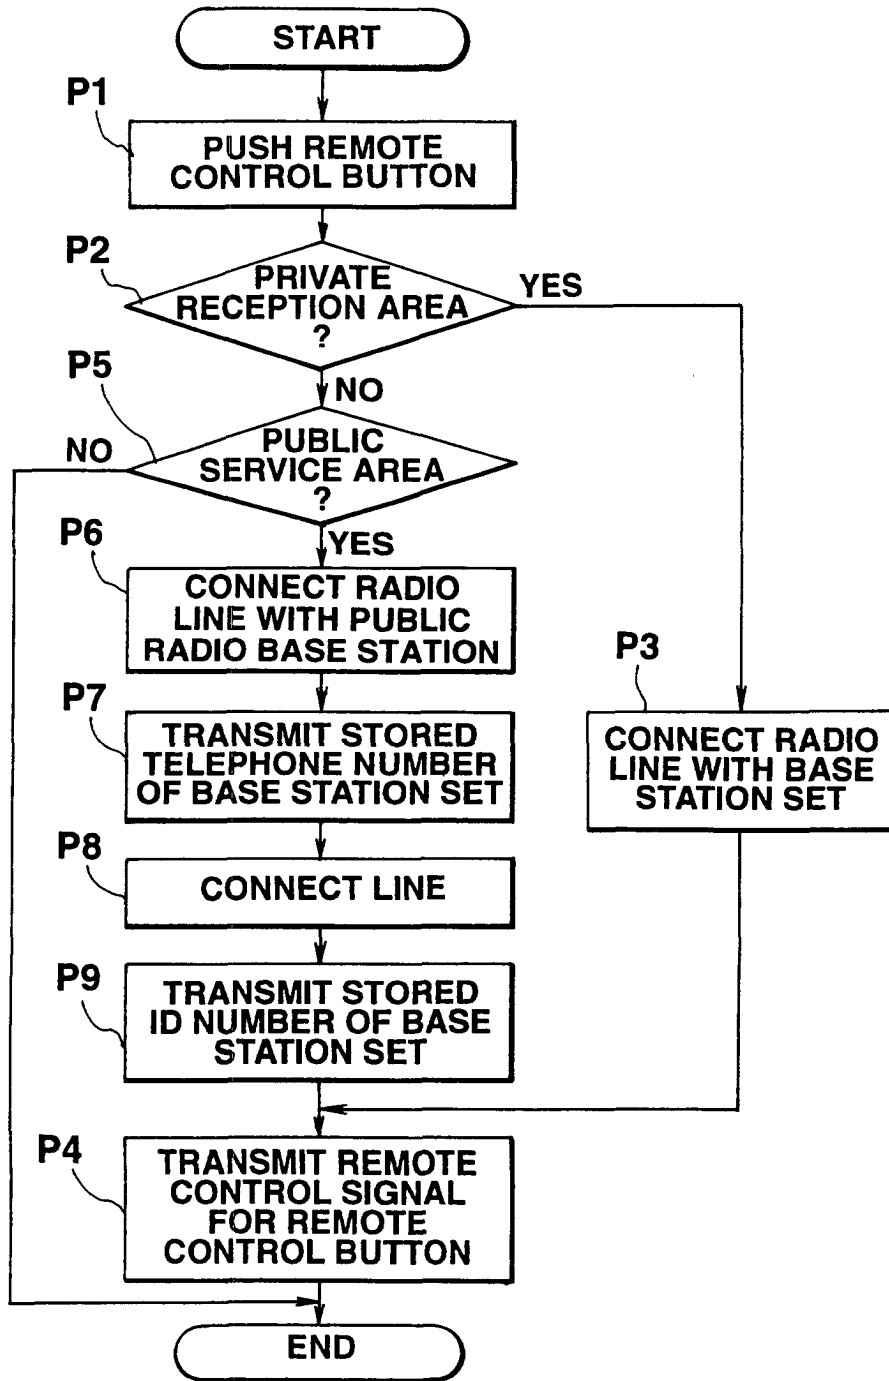 START
P1
PUSH REMOTE
CONTROL BUTTON
P2
PRIVATE
RECEPTION AREA
?
YES
NO
P5
PUBLIC
SERVICE AREA
?
NO
YES
P6
CONNECT RADIO
LINE WITH PUBLIC
RADIO BASE STATION
P7
TRANSMIT STORED
TELEPHONE NUMBER
OF BASE STATION SET
P3
CONNECT RADIO
LINE WITH BASE
STATION SET
P8
CONNECT LINE
P9
TRANSMIT STORED
ID NUMBER OF BASE
STATION SET
P4
TRANSMIT REMOTE
CONTROL SIGNAL
FOR REMOTE
CONTROL BUTTON
END